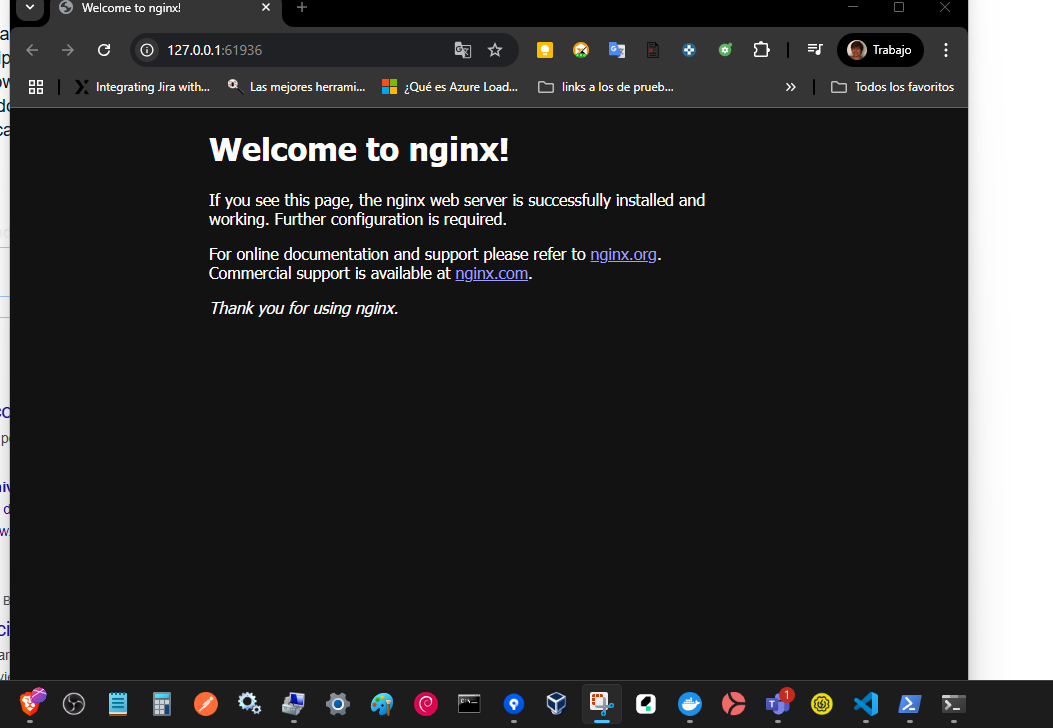 Welcome to nginx!
127.0.0.1:61936
Trabajo
Integrating Jira with...
Las mejores herrami...
¿Qué es Azure Load...
links a los de prueb...
Todos los favoritos
Welcome to nginx!
If you see this page, the nginx web server is successfully installed and
working. Further configuration is required.
For online documentation and support please refer to nginx.org.
Commercial support is available at nginx.com.
Thank you for using nginx.
1